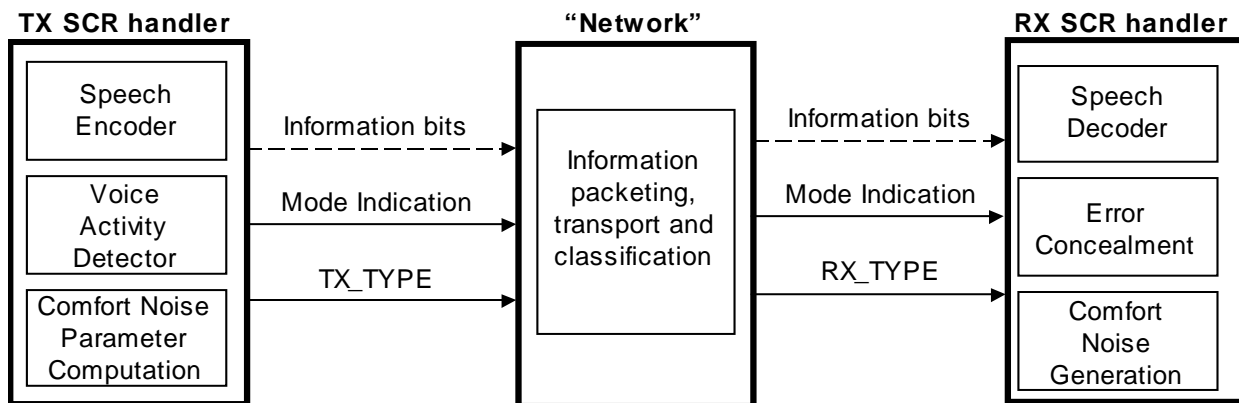 TX SCR handler
“Network”
RX SCR handler
Speech
Encoder
Voice
Activity
Detector
Comfort Noise
Parameter
Computation
Information bits
Mode Indication
TX_TYPE
Information
packeting,
transport and
classification
Information bits
Mode Indication
RX_TYPE
Speech
Decoder
Error
Concealment
Comfort
Noise
Generation